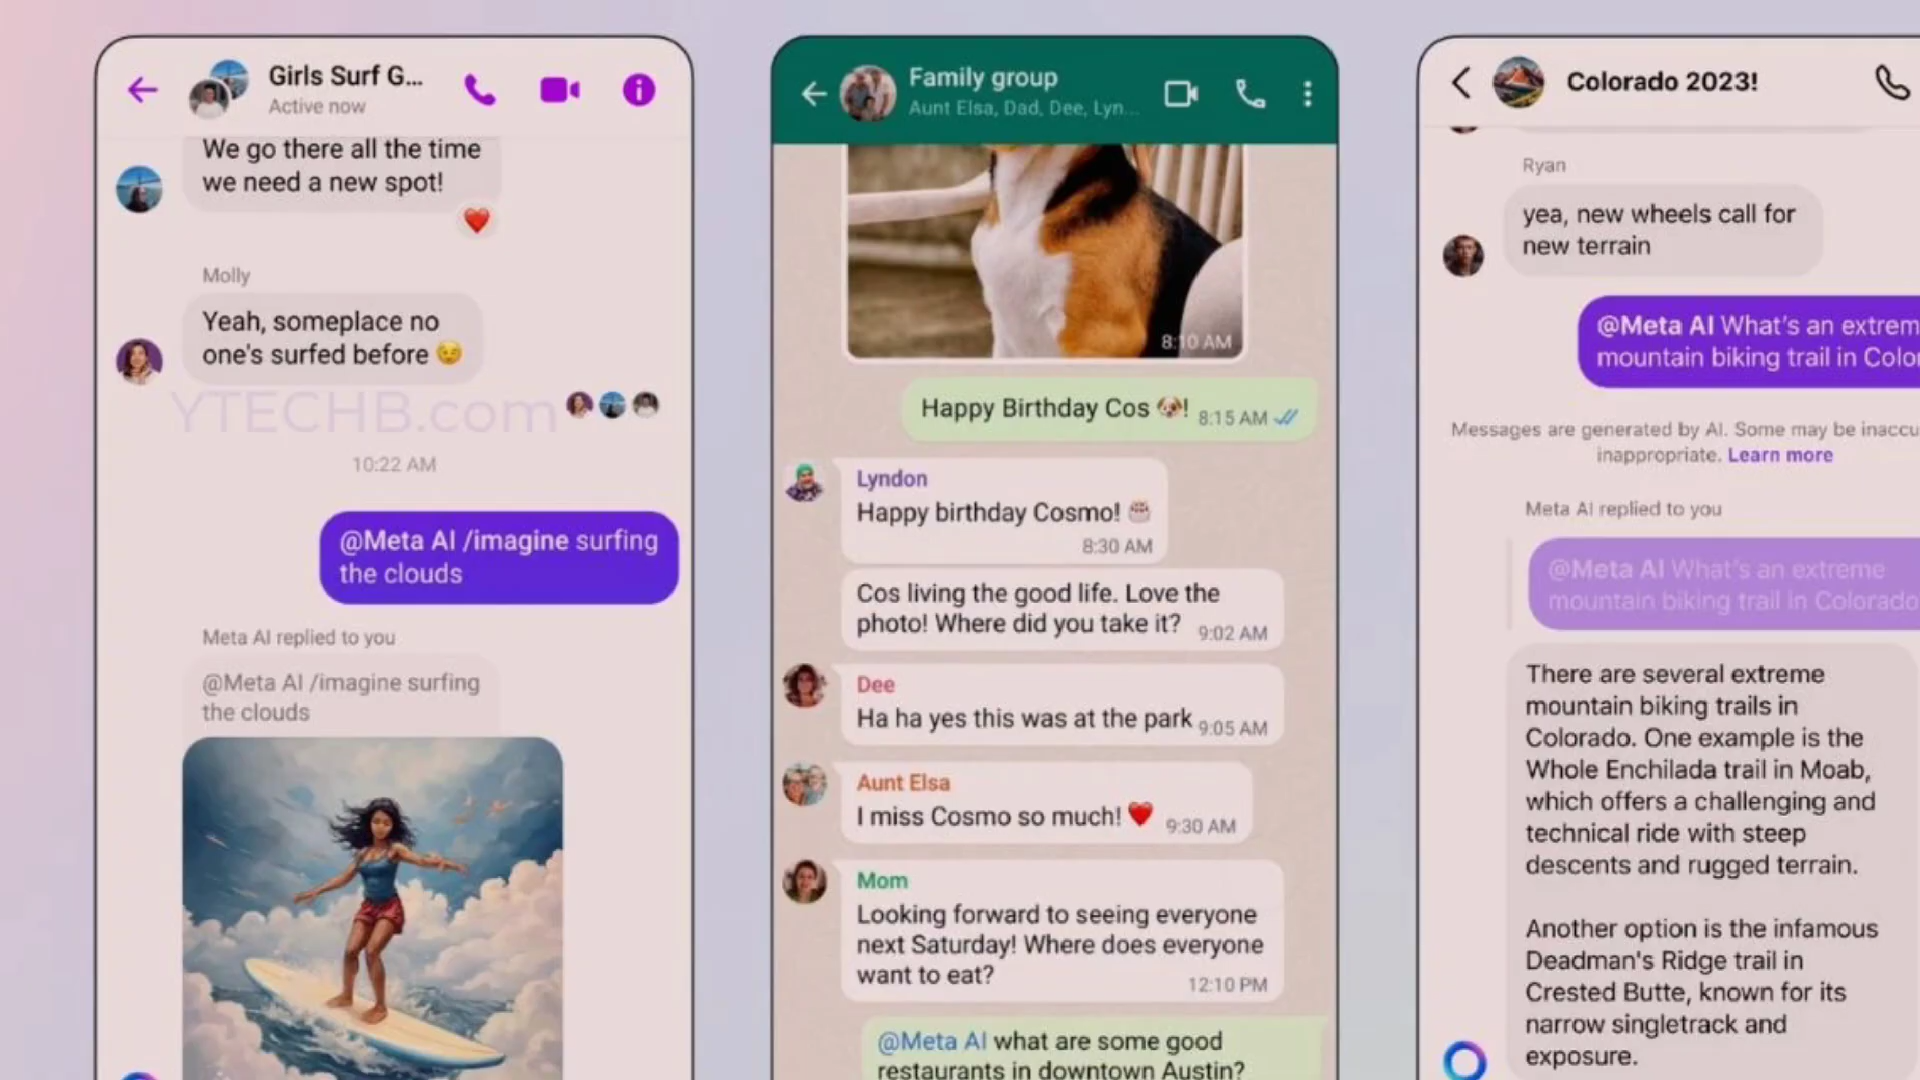 Girls Surf G...
Active now
We go there all the time
we need a new spot!
Molly
Yeah, someplace no
one's surfed before 😉
YTECHB.com
10:22 AM
@Meta AI /imagine surfing
the clouds
Meta AI replied to you
@Meta AI /imagine surfing
the clouds
Family group
Aunt Elsa, Dad, Dee, Lyn...
8:10 AM
Happy Birthday Cos 🐶! 8:15 AM
Lyndon
Happy birthday Cosmo! 🎂
8:30 AM
Cos living the good life. Love the
photo! Where did you take it? 9:02 AM
Dee
Ha ha yes this was at the park 9:05 AM
Aunt Elsa
I miss Cosmo so much! ❤️ 9:30 AM
Mom
Looking forward to seeing everyone
next Saturday! Where does everyone
want to eat? 12:10 PM
@Meta AI what are some good
restaurants in downtown Austin?
Colorado 2023!
Ryan
yea, new wheels call for
new terrain
@Meta AI What's an extrem
mountain biking trail in Color
Messages are generated by AI. Some may be inaccu
inappropriate. Learn more
Meta AI replied to you
@Meta AI What's an extreme
mountain biking trail in Colorado
There are several extreme
mountain biking trails in
Colorado. One example is the
Whole Enchilada trail in Moab,
which offers a challenging and
technical ride with steep
descents and rugged terrain.
Another option is the infamous
Deadman's Ridge trail in
Crested Butte, known for its
narrow singletrack and
exposure.